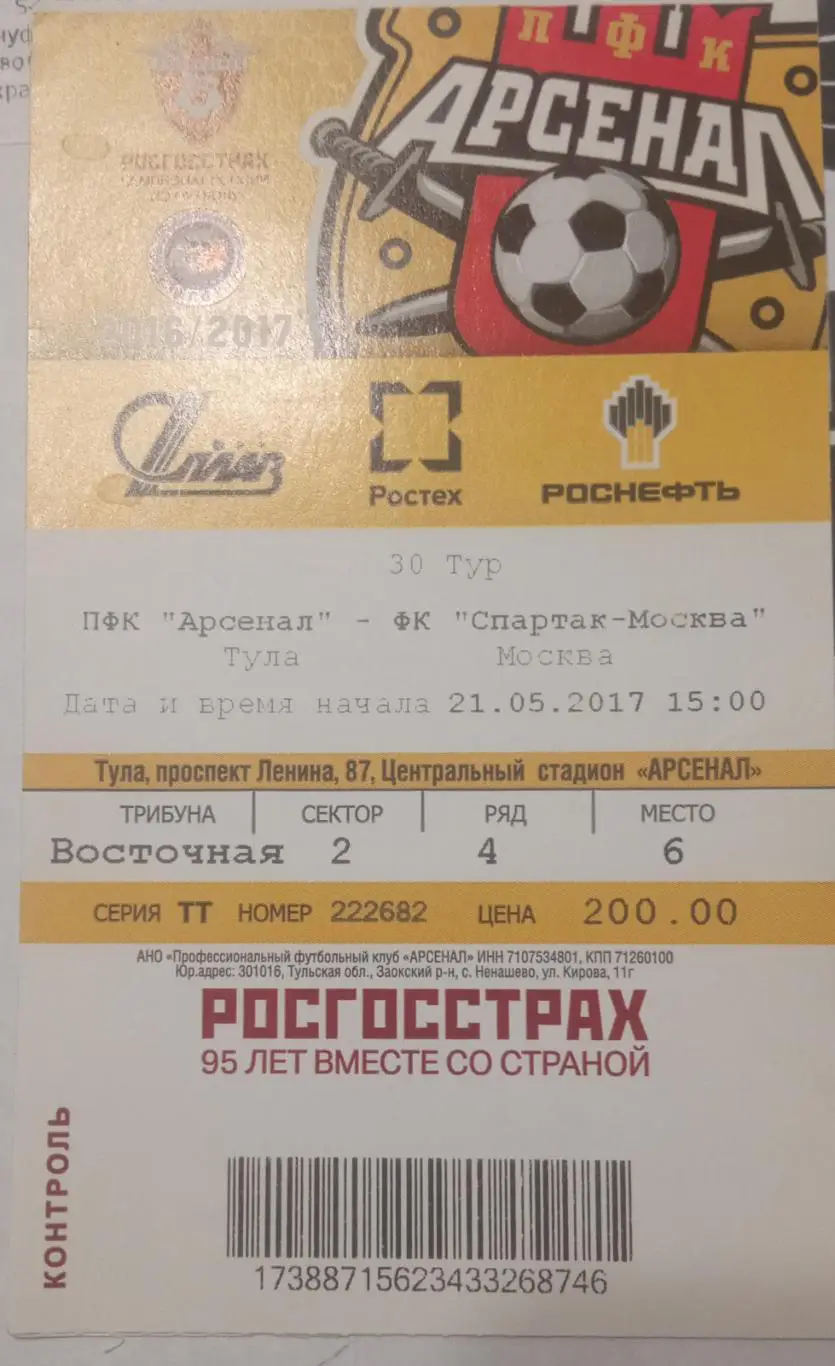 ЛФК
АРСЕНАЛ
РОСГОССТРАХ
2016/2017
Ростех
РОСНЕФТЬ
30 Тур
ПФК "Арсенал" - ФК "Спартак-Москва"
Тула Москва
Дата и время начала 21.05.2017 15:00
Тула, проспект Ленина, 87, Центральный стадион «АРСЕНАЛ»
ТРИБУНА СЕКТОР РЯД МЕСТО
Восточная 2 4 6
СЕРИЯ ТТ НОМЕР 222682 ЦЕНА 200.00
АНО «Профессиональный футбольный клуб «АРСЕНАЛ» ИНН 7107534801, КПП 71260100
Юр.адрес: 301016, Тульская обл., Заокский р-н, с. Ненашево, ул. Кирова, 11г
РОСГОССТРАХ
95 ЛЕТ ВМЕСТЕ СО СТРАНОЙ
КОНТРОЛЬ
17388715623433268746